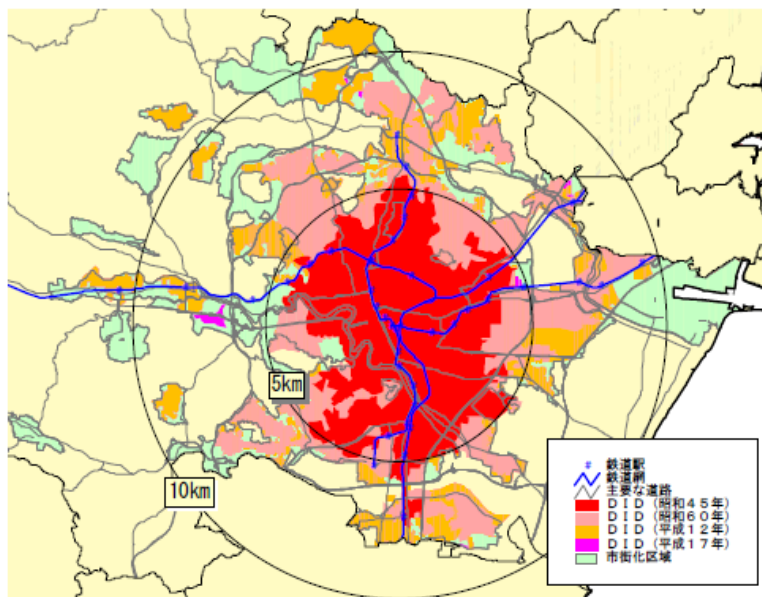 5km
10km
鉄道駅
鉄道網
主要な道路
ＤＩＤ（昭和４５年）
ＤＩＤ（昭和６０年）
ＤＩＤ（平成１２年）
ＤＩＤ（平成１７年）
市街化区域